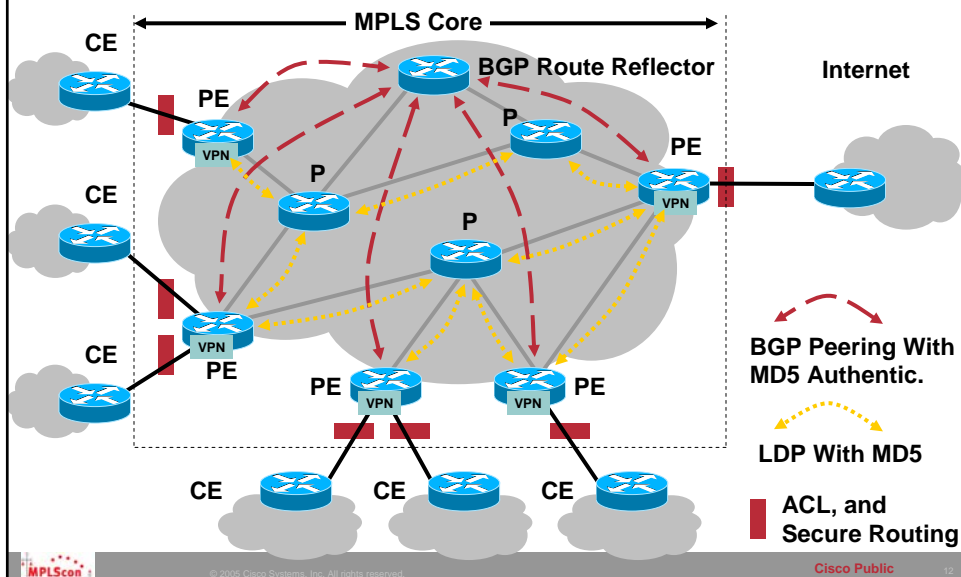 MPLS Core
CE
BGP Route Reflector
Internet
PE
VPN
P
PE
VPN
P
CE
P
VPN
PE
CE
PE
VPN
PE
VPN
BGP Peering With
MD5 Authentic.
LDP With MD5
CE
CE
CE
ACL, and
Secure Routing
MPLScon
© 2005 Cisco Systems, Inc. All rights reserved.
Cisco Public
12